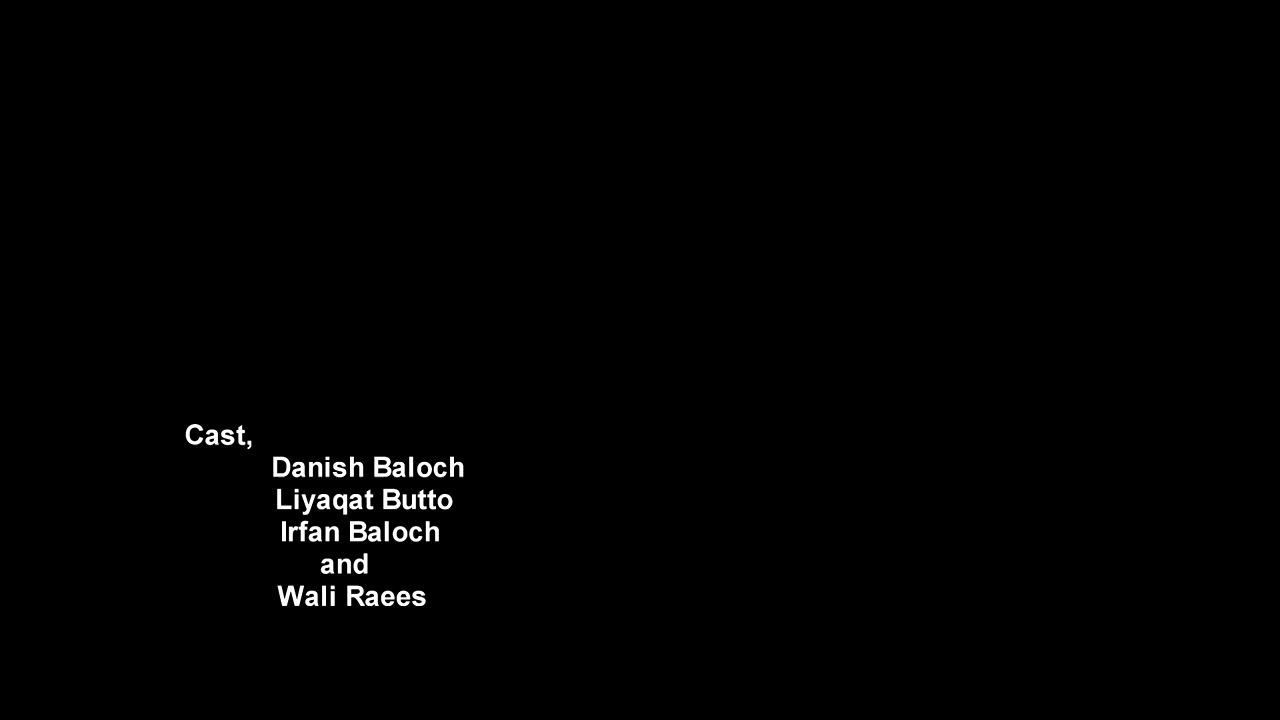 Cast,
Danish Baloch
Liyaqat Butto
Irfan Baloch
and
Wali Raees